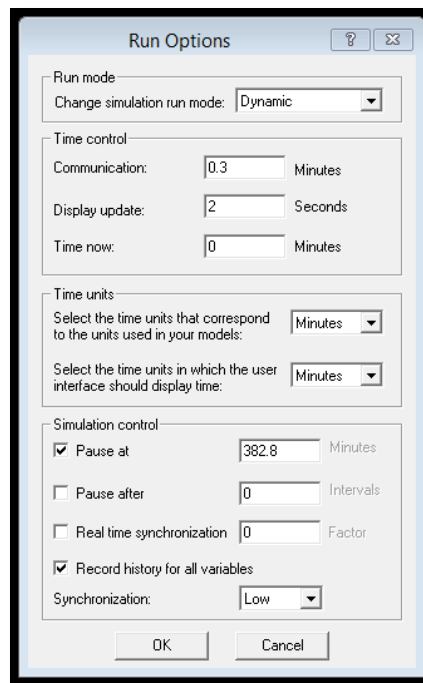 Run Options
Run mode
Change simulation run mode: Dynamic
Time control
Communication: 0.3 Minutes
Display update: 2 Seconds
Time now: 0 Minutes
Time units
Select the time units that correspond
to the units used in your models: Minutes
Select the time units in which the user
interface should display time: Minutes
Simulation control
Pause at 382.8 Minutes
Pause after 0 Intervals
Real time synchronization 0 Factor
Record history for all variables
Synchronization: Low
OK Cancel